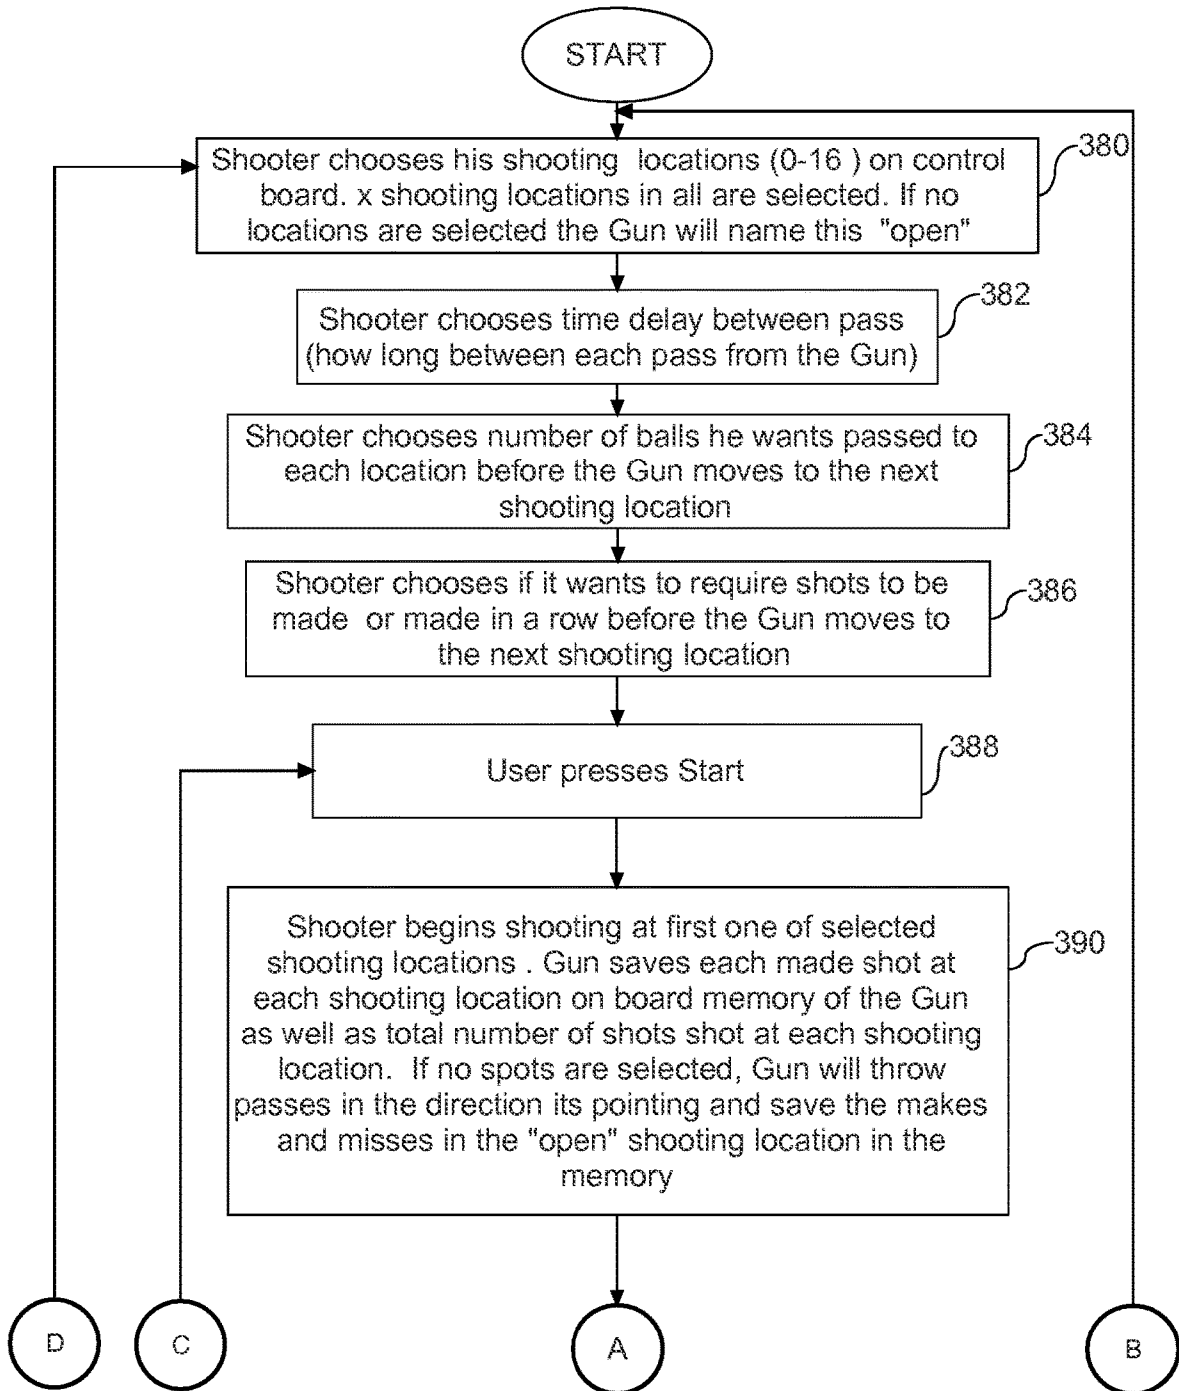 START
Shooter chooses his shooting locations (0-16 ) on control
board. x shooting locations in all are selected. If no
locations are selected the Gun will name this "open"
380
Shooter chooses time delay between pass
(how long between each pass from the Gun)
382
Shooter chooses number of balls he wants passed to
each location before the Gun moves to the next
shooting location
384
Shooter chooses if it wants to require shots to be
made or made in a row before the Gun moves to
the next shooting location
386
User presses Start
388
Shooter begins shooting at first one of selected
shooting locations . Gun saves each made shot at
each shooting location on board memory of the Gun
as well as total number of shots shot at each shooting
location. If no spots are selected, Gun will throw
passes in the direction its pointing and save the makes
and misses in the "open" shooting location in the
memory
390
D
C
A
B